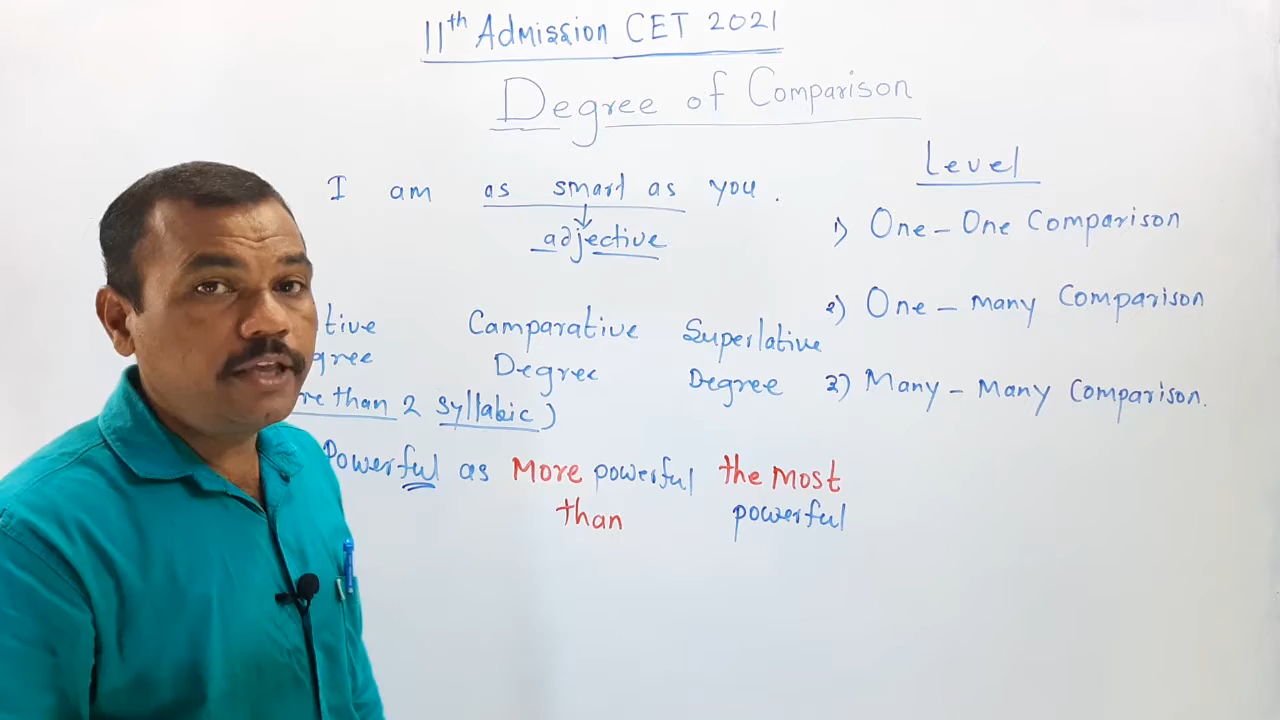 11th Admission CET 2021
Degree of Comparison
I am as smart as you.
adjective
Level
1) One - One Comparison
2) One - many Comparison
3) Many - Many Comparison.
tive Camparative Superlative
gree Degree Degree
re than 2 syllabic)
Powerful as More powerful the most
than powerful